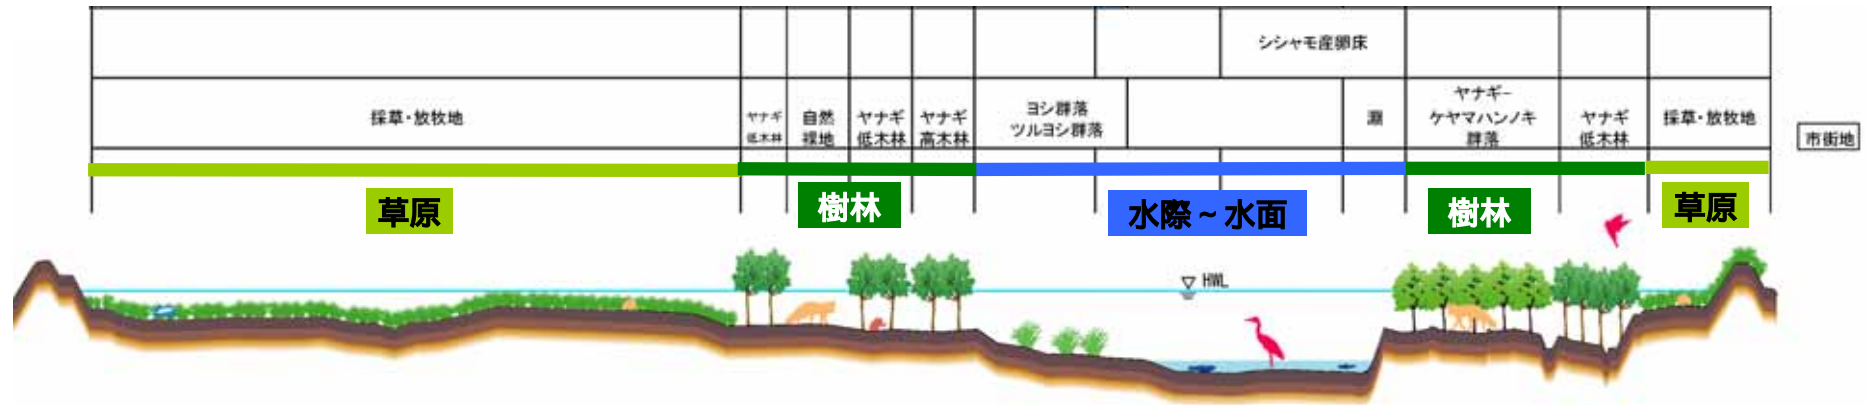 シシャモ産卵床
採草・放牧地
ヤナギ
低木林
自然
裸地
ヤナギ
低木林
ヤナギ
高木林
ヨシ群落
ツルヨシ群落
淵
ヤナギ-
ケヤマハンノキ
群落
ヤナギ
低木林
採草・放牧地
市街地
草原
樹林
水際~水面
樹林
草原
HWL